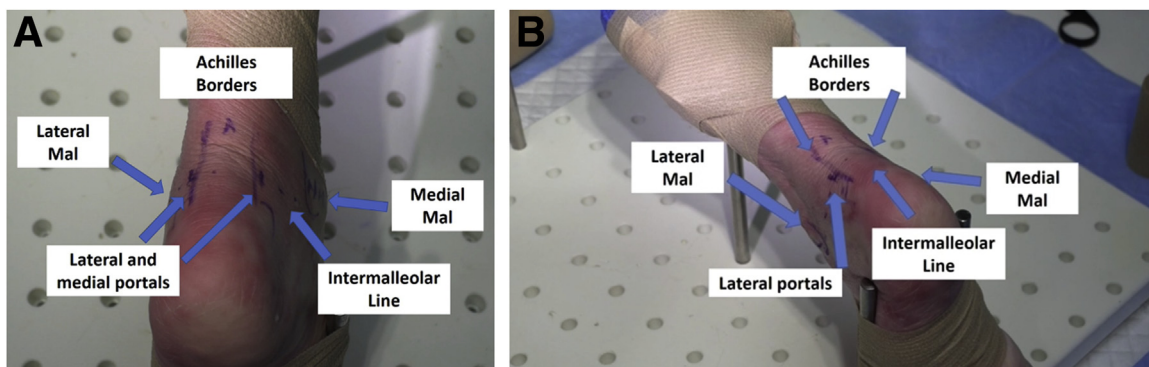 A
Achilles
Borders
Lateral
Mal
Medial
Mal
Lateral and
medial portals
Intermalleolar
Line
B
Achilles
Borders
Lateral
Mal
Medial
Mal
Intermalleolar
Line
Lateral portals